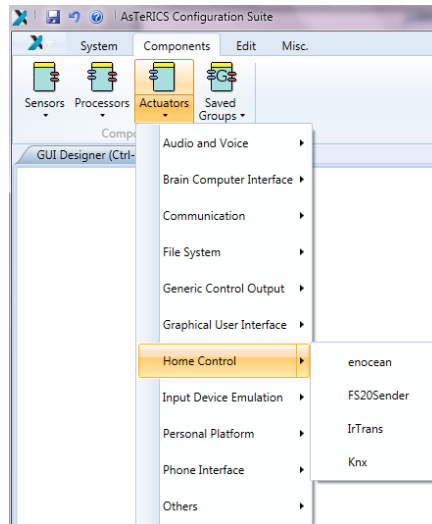 AsTeRICS Configuration Suite
System Components Edit Misc.
Sensors Processors Actuators Saved Groups
GUI Designer (Ctrl-
Audio and Voice
Brain Computer Interface
Communication
File System
Generic Control Output
Graphical User Interface
Home Control
enocean
Input Device Emulation
FS20Sender
Personal Platform
IrTrans
Phone Interface
Knx
Others